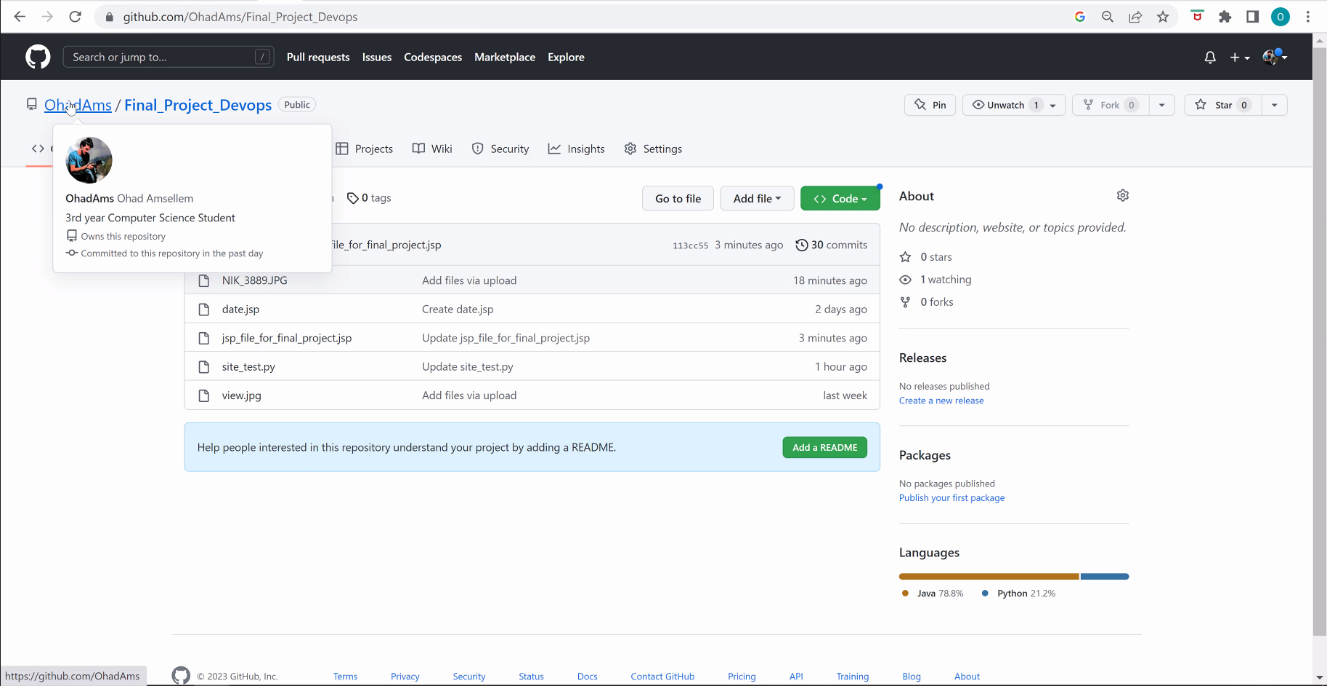 github.com/OhadAms/Final_Project_Devops
Search or jump to... /
Pull requests Issues Codespaces Marketplace Explore
OhadAms / Final_Project_Devops Public
Pin Unwatch 1 Fork 0 Star 0
Projects Wiki Security Insights Settings
OhadAms Ohad Amsellem
3rd year Computer Science Student
Owns this repository
Committed to this repository in the past day
0 tags Go to file Add file Code
file_for_final_project.jsp 113cc55 3 minutes ago 30 commits
NIK_3889.JPG Add files via upload 18 minutes ago
date.jsp Create date.jsp 2 days ago
jsp_file_for_final_project.jsp Update jsp_file_for_final_project.jsp 3 minutes ago
site_test.py Update site_test.py 1 hour ago
view.jpg Add files via upload last week
Help people interested in this repository understand your project by adding a README. Add a README
About
No description, website, or topics provided.
0 stars
1 watching
0 forks
Releases
No releases published
Create a new release
Packages
No packages published
Publish your first package
Languages
Java 78.8% Python 21.2%
© 2023 GitHub, Inc. Terms Privacy Security Status Docs Contact GitHub Pricing API Training Blog About
https://github.com/OhadAms